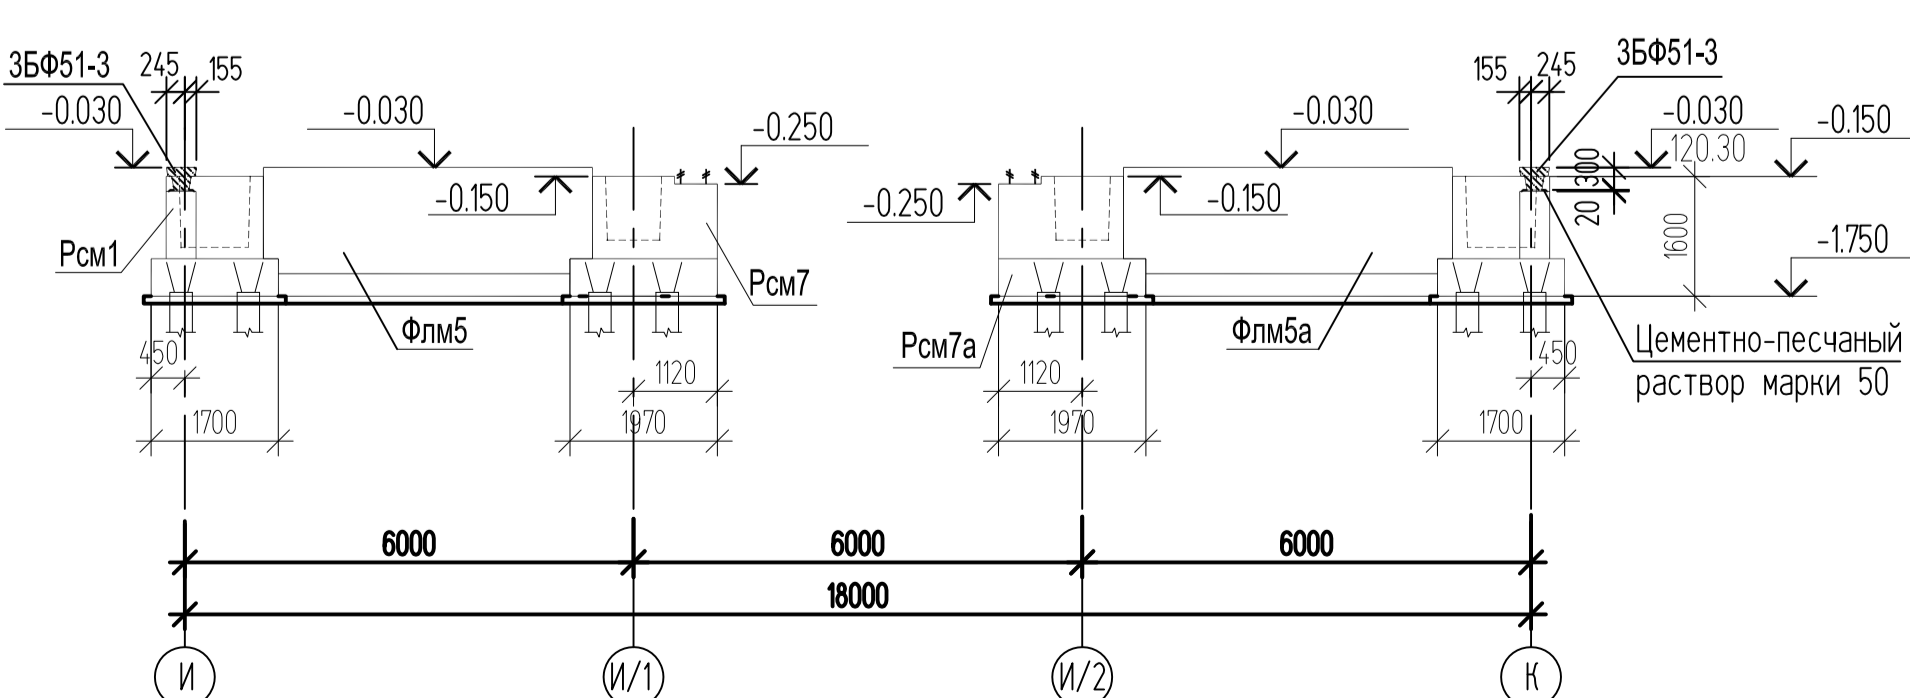 3БФ51-3
245
155
-0.030
-0.030
-0.250
-0.150
Рсм1
Рсм7
Флм5
450
1120
1700
1970
3БФ51-3
155
245
-0.030
-0.030
-0.150
120.30
300
20
-0.250
-0.150
1600
-1.750
Рсм7а
Флм5а
Цементно-песчаный
раствор марки 50
1120
450
1970
1700
6000
6000
6000
18000
И
И/1
И/2
К